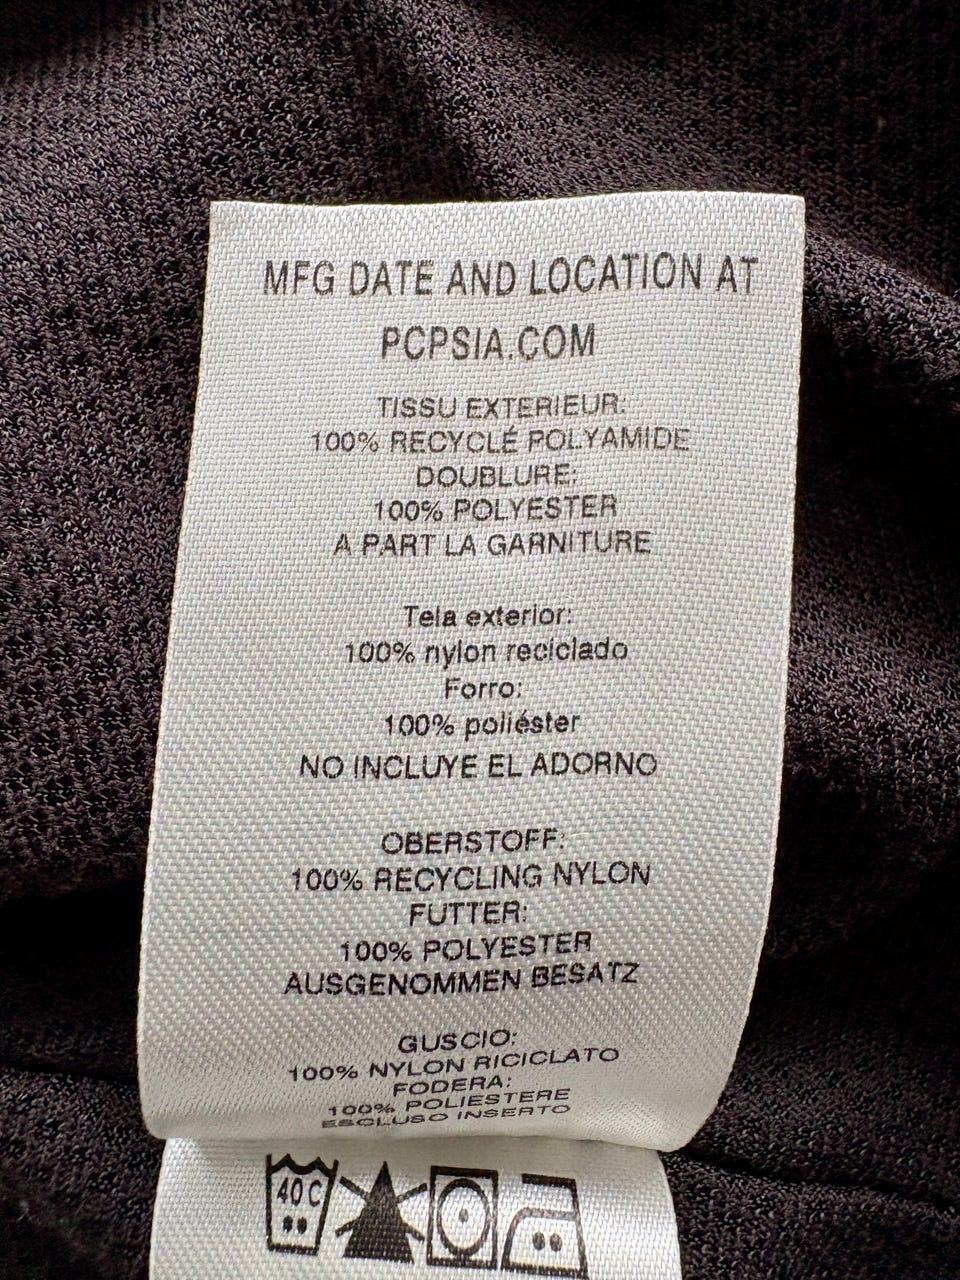 MFG DATE AND LOCATION AT
PCPSIA.COM
TISSU EXTERIEUR:
100% RECYCLÉ POLYAMIDE
DOUBLURE:
100% POLYESTER
A PART LA GARNITURE
Tela exterior:
100% nylon reciclado
Forro:
100% poliéster
NO INCLUYE EL ADORNO
OBERSTOFF:
100% RECYCLING NYLON
FUTTER:
100% POLYESTER
AUSGENOMMEN BESATZ
GUSCIO:
100% NYLON RICICLATO
FODERA:
100% POLIESTERE
ESCLUSO INSERTO
40 C